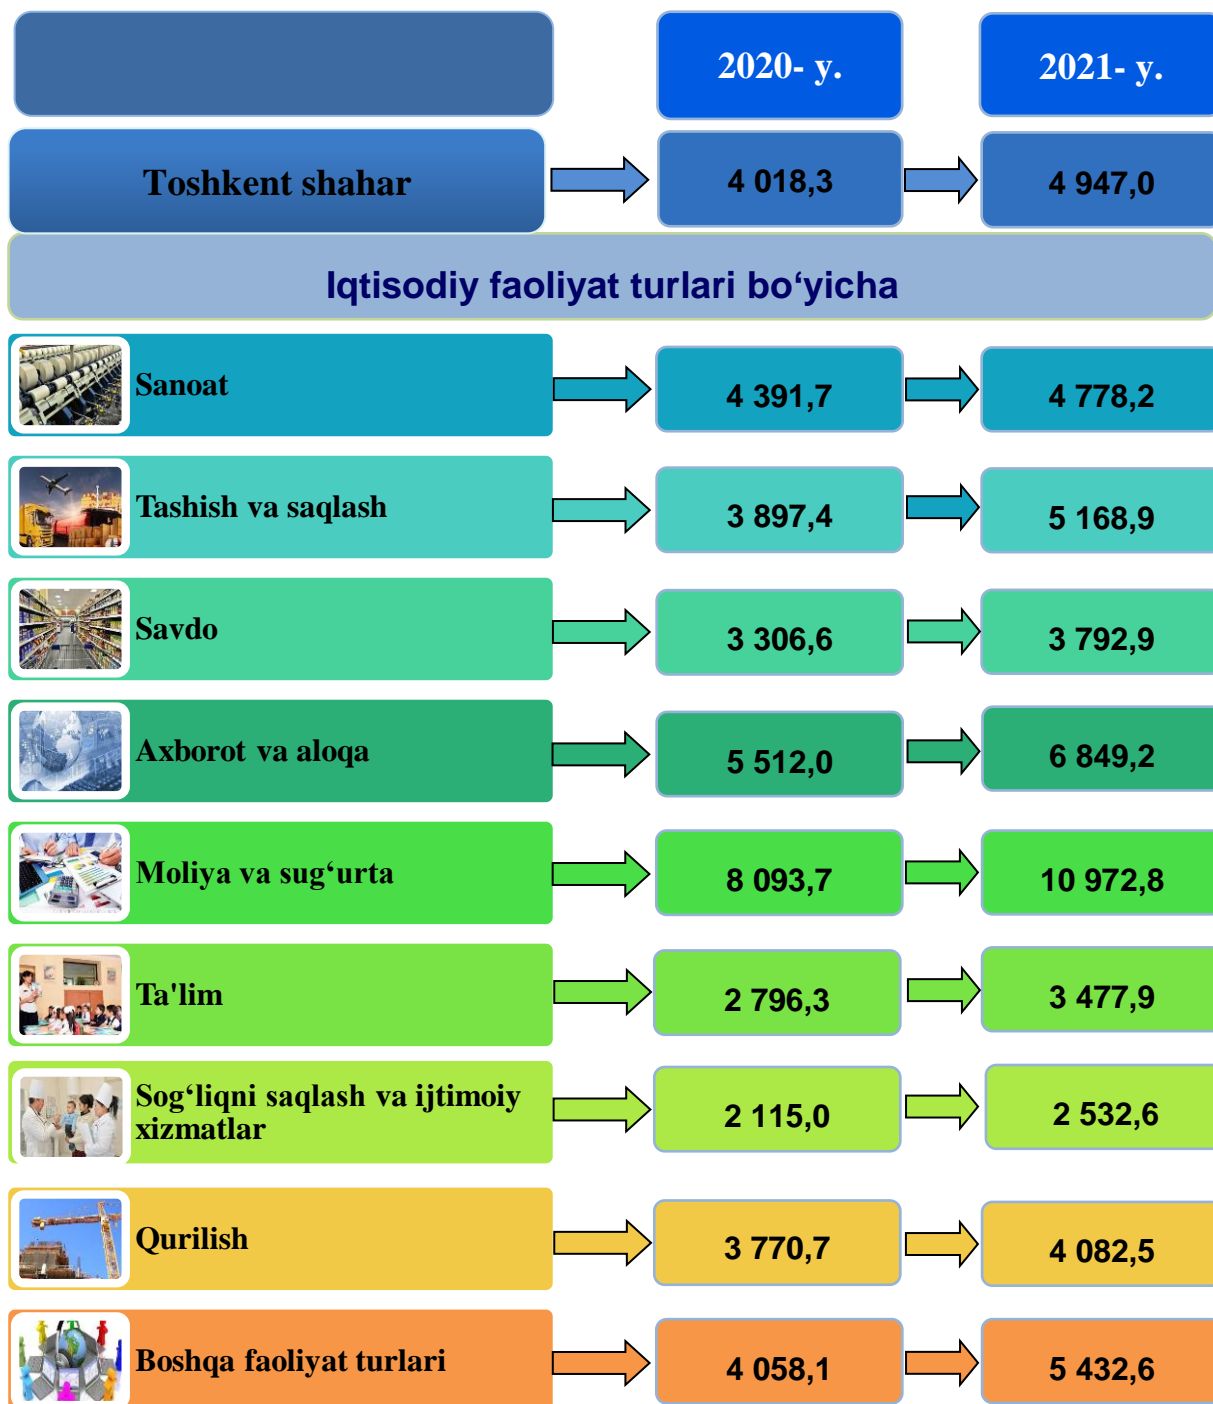 2020- y. 2021- y.
Toshkent shahar 4 018,3 4 947,0
Iqtisodiy faoliyat turlari bo‘yicha
Sanoat 4 391,7 4 778,2
Tashish va saqlash 3 897,4 5 168,9
Savdo 3 306,6 3 792,9
Axborot va aloqa 5 512,0 6 849,2
Moliya va sug‘urta 8 093,7 10 972,8
Ta'lim 2 796,3 3 477,9
Sog‘liqni saqlash va ijtimoiy
xizmatlar 2 115,0 2 532,6
Qurilish 3 770,7 4 082,5
Boshqa faoliyat turlari 4 058,1 5 432,6